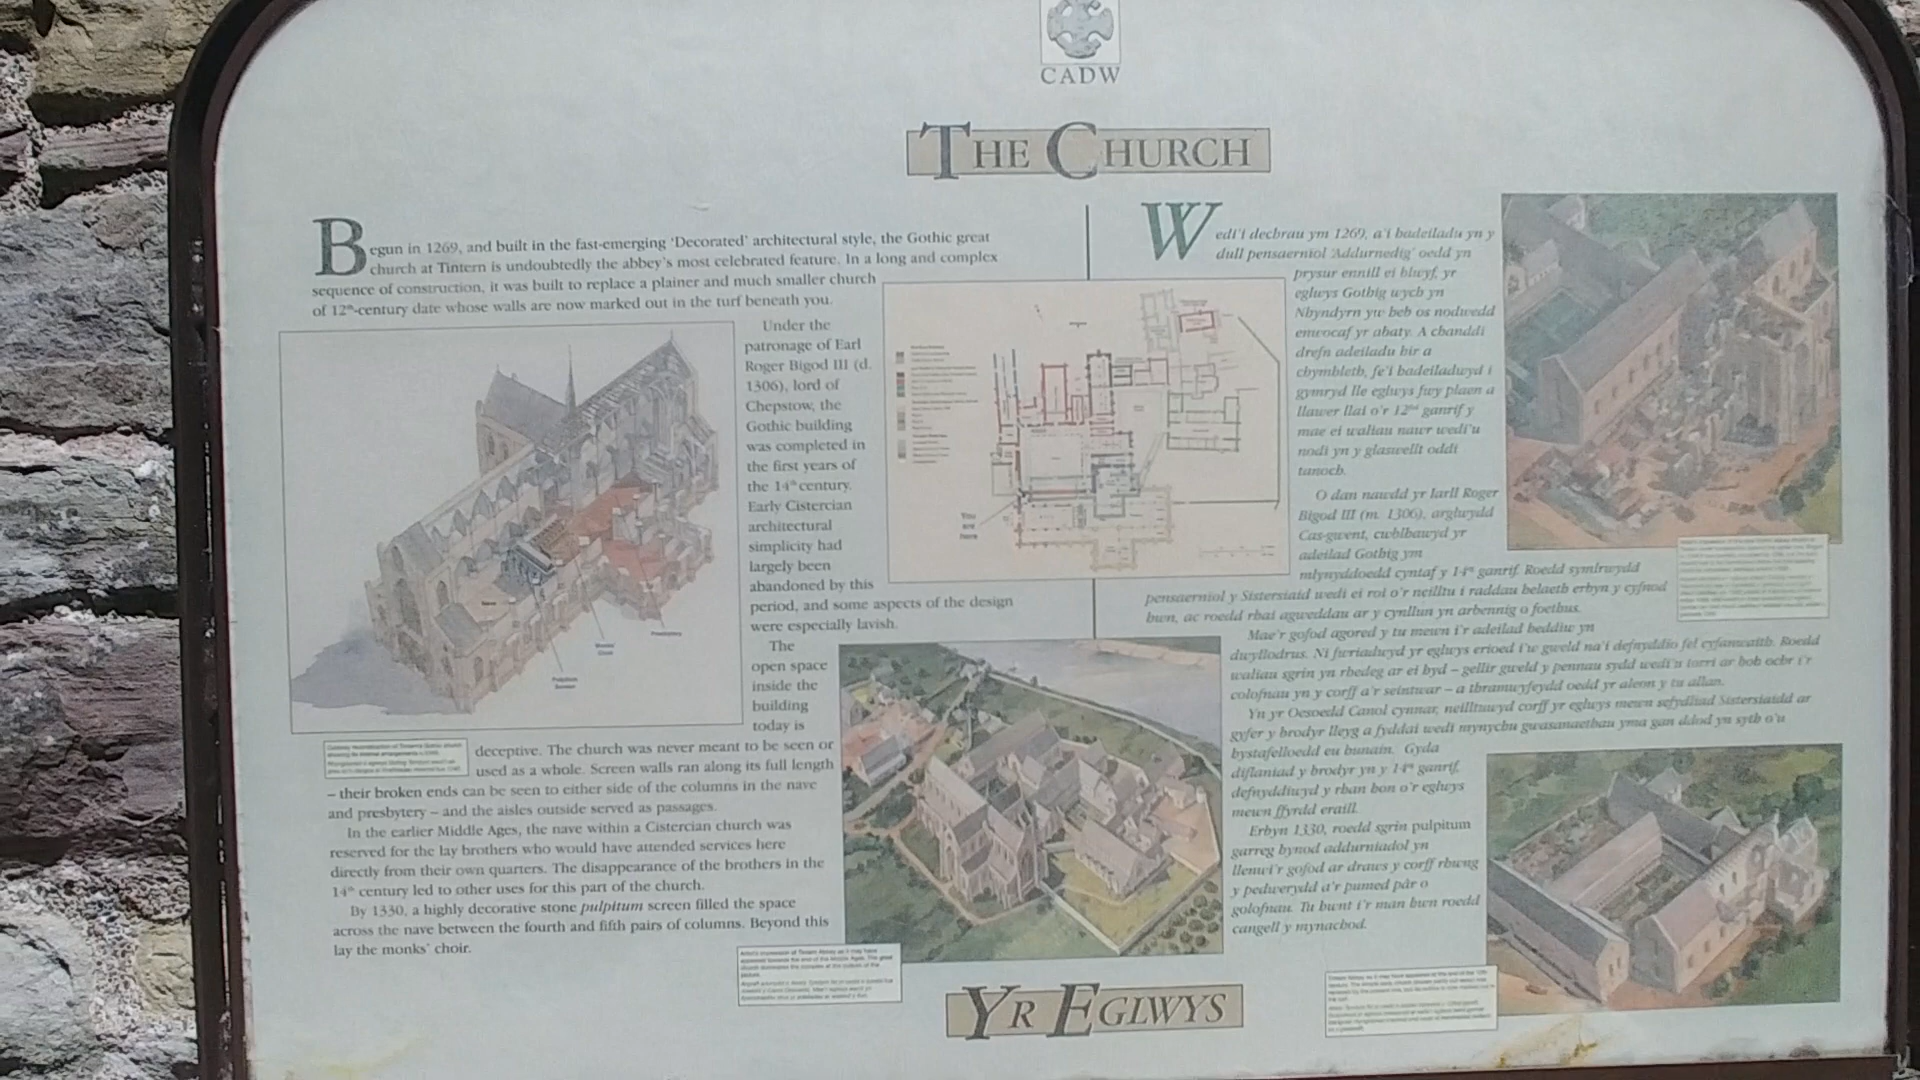 CADW
THE CHURCH
Begun in 1269, and built in the fast-emerging 'Decorated' architectural style, the Gothic great
church at Tintern is undoubtedly the abbey's most celebrated feature. In a long and complex
sequence of construction, it was built to replace a plainer and much smaller church
of 12th-century date whose walls are now marked out in the turf beneath you.
Under the
patronage of Earl
Roger Bigod III (d.
1306), lord of
Chepstow, the
Gothic building
was completed in
the first years of
the 14th century.
Early Cistercian
architectural
simplicity had
largely been
abandoned by this
period, and some aspects of the design
were especially lavish.
The
open space
inside the
building
today is
deceptive. The church was never meant to be seen or
used as a whole. Screen walls ran along its full length
– their broken ends can be seen to either side of the columns in the nave
and presbytery – and the aisles outside served as passages.
In the earlier Middle Ages, the nave within a Cistercian church was
reserved for the lay brothers who would have attended services here
directly from their own quarters. The disappearance of the brothers in the
14th century led to other uses for this part of the church.
By 1330, a highly decorative stone pulpitum screen filled the space
across the nave between the fourth and fifth pairs of columns. Beyond this
lay the monks' choir.
Nave
Presbytery
Monks'
Choir
Pulpitum
Screen
You
are
here
Wedi'i dechrau ym 1269, a'i hadeiladu yn y
dull pensaernïol 'Addurnedig' oedd yn
prysur ennill ei blwyf, yr
eglwys Gothig wych yn
Nhyndyrn yw heb os nodwedd
enwocaf yr abaty. A chanddi
drefn adeiladu hir a
chymhleth, fe'i hadeiladwyd i
gymryd lle eglwys fwy plaen a
llawer llai o'r 12fed ganrif y
mae ei waliau nawr wedi'u
nodi yn y glaswellt oddi
tanoch.
O dan nawdd yr Iarll Roger
Bigod III (m. 1306), arglwydd
Cas-gwent, cwblhawyd yr
adeilad Gothig ym
mlynyddoedd cyntaf y 14eg ganrif. Roedd symlrwydd
pensaernïol y Sistersiaid wedi ei roi o'r neilltu i raddau helaeth erbyn y cyfnod
hwn, ac roedd rhai agweddau ar y cynllun yn arbennig o foethus.
Mae'r gofod agored y tu mewn i'r adeilad heddiw yn
dwyllodrus. Ni fwriadwyd yr eglwys erioed i'w gweld na'i defnyddio fel cyfanwaith. Roedd
waliau sgrin yn rhedeg ar ei hyd – gellir gweld y pennau sydd wedi'u torri ar bob ochr i'r
colofnau yn y corff a'r seintwar – a thramwyfeydd oedd yr aleon y tu allan.
Yn yr Oesoedd Canol cynnar, neilltuwyd corff yr eglwys mewn sefydliad Sistersiaidd ar
gyfer y brodyr lleyg a fyddai wedi mynychu gwasanaethau yma gan ddod yn syth o'u
hystafelloedd eu hunain. Gyda
diflaniad y brodyr yn y 14eg ganrif,
defnyddiwyd y rhan hon o'r eglwys
mewn ffyrdd eraill.
Erbyn 1330, roedd sgrin pulpitum
garreg hynod addurniadol yn
llenwi'r gofod ar draws y corff rhwng
y pedwerydd a'r pumed pâr o
golofnau. Tu hwnt i'r man hwn roedd
cangell y mynachod.
YR EGLWYS